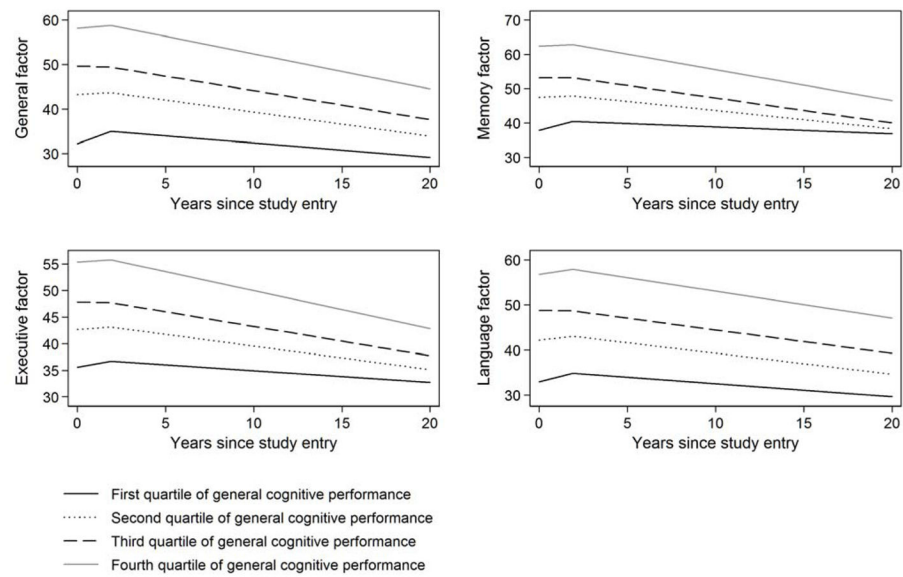 General factor
60
50
40
30
0 5 10 15 20
Years since study entry
Memory factor
70
60
50
40
30
0 5 10 15 20
Years since study entry
Executive factor
55
50
45
40
35
30
0 5 10 15 20
Years since study entry
Language factor
60
50
40
30
0 5 10 15 20
Years since study entry
First quartile of general cognitive performance
Second quartile of general cognitive performance
Third quartile of general cognitive performance
Fourth quartile of general cognitive performance